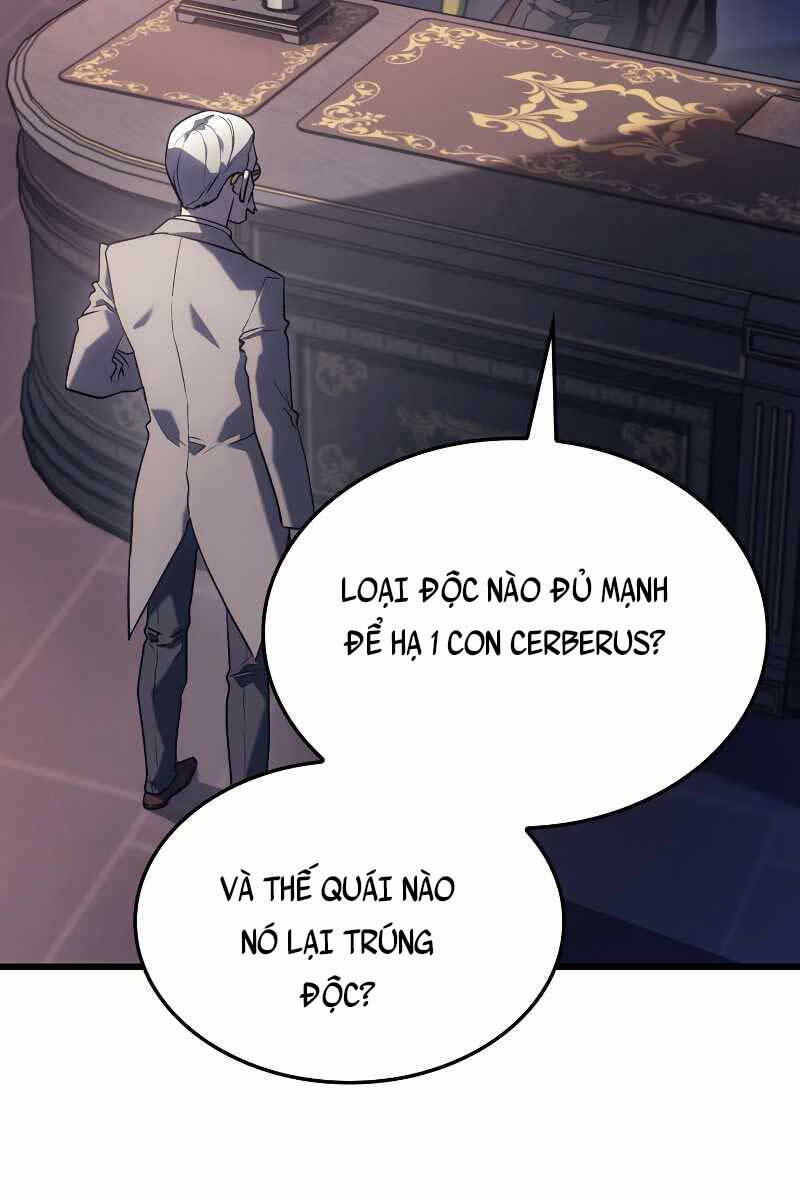 LOẠI ĐỘC NÀO ĐỦ MẠNH
ĐỂ HẠ 1 CON CERBERUS?
VÀ THẾ QUÁI NÀO
NÓ LẠI TRÚNG
ĐỘC?